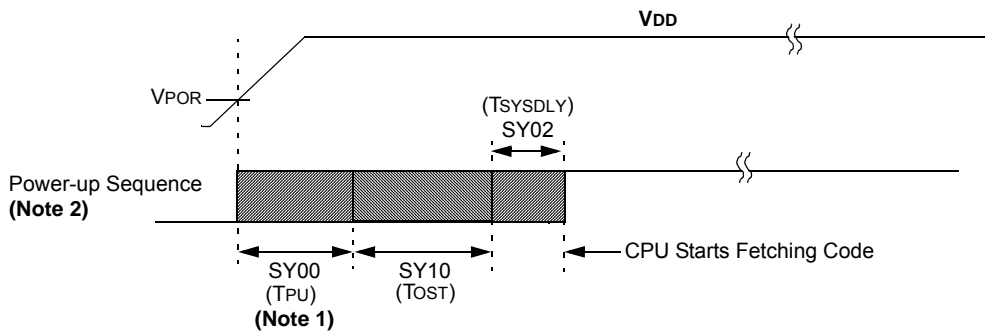 VDD
VPOR
(TSYSDLY)
SY02
Power-up Sequence
(Note 2)
CPU Starts Fetching Code
SY00
(TPU)
(Note 1)
SY10
(TOST)